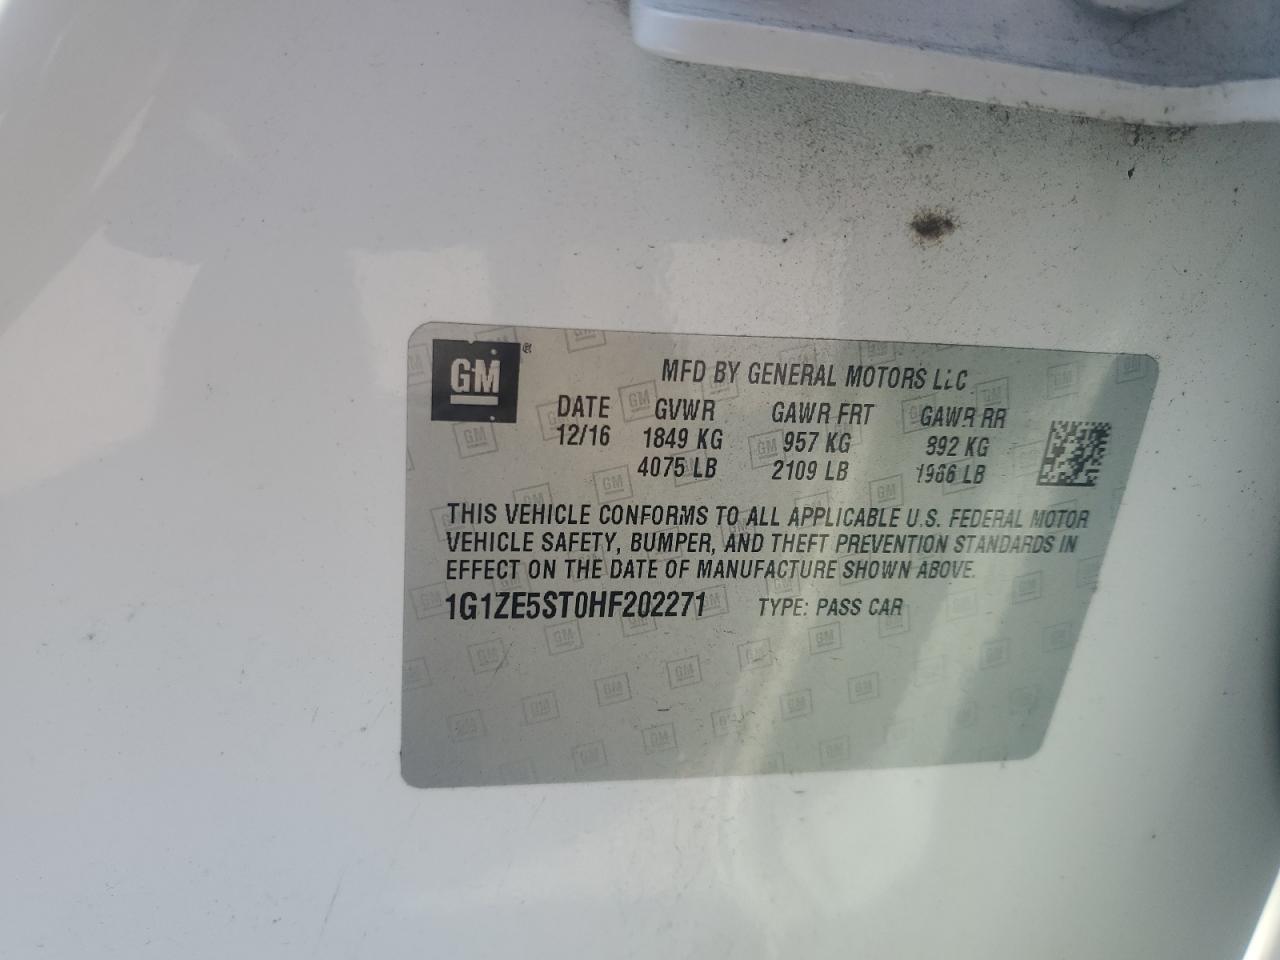 GM
MFD BY GENERAL MOTORS LLC
DATE GVWR GAWR FRT GAWR RR
12/16 1849 KG 957 KG 892 KG
4075 LB 2109 LB 1966 LB
THIS VEHICLE CONFORMS TO ALL APPLICABLE U.S. FEDERAL MOTOR
VEHICLE SAFETY, BUMPER, AND THEFT PREVENTION STANDARDS IN
EFFECT ON THE DATE OF MANUFACTURE SHOWN ABOVE.
1G1ZE5ST0HF202271 TYPE: PASS CAR